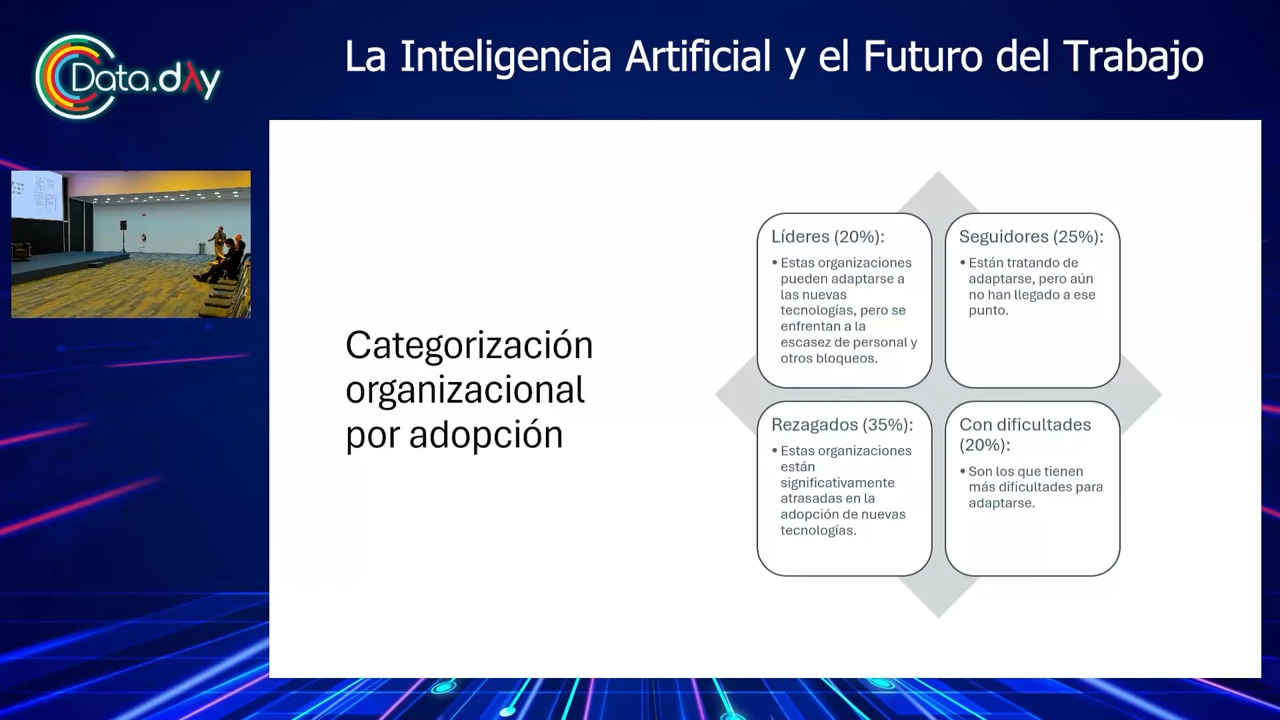 Data.dλy
La Inteligencia Artificial y el Futuro del Trabajo
Categorización
organizacional
por adopción
Líderes (20%):
• Estas organizaciones
pueden adaptarse a
las nuevas
tecnologías, pero se
enfrentan a la
escasez de personal y
otros bloqueos.
Seguidores (25%):
• Están tratando de
adaptarse, pero aún
no han llegado a ese
punto.
Rezagados (35%):
• Estas organizaciones
están
significativamente
atrasadas en la
adopción de nuevas
tecnologías.
Con dificultades
(20%):
• Son los que tienen
más dificultades para
adaptarse.